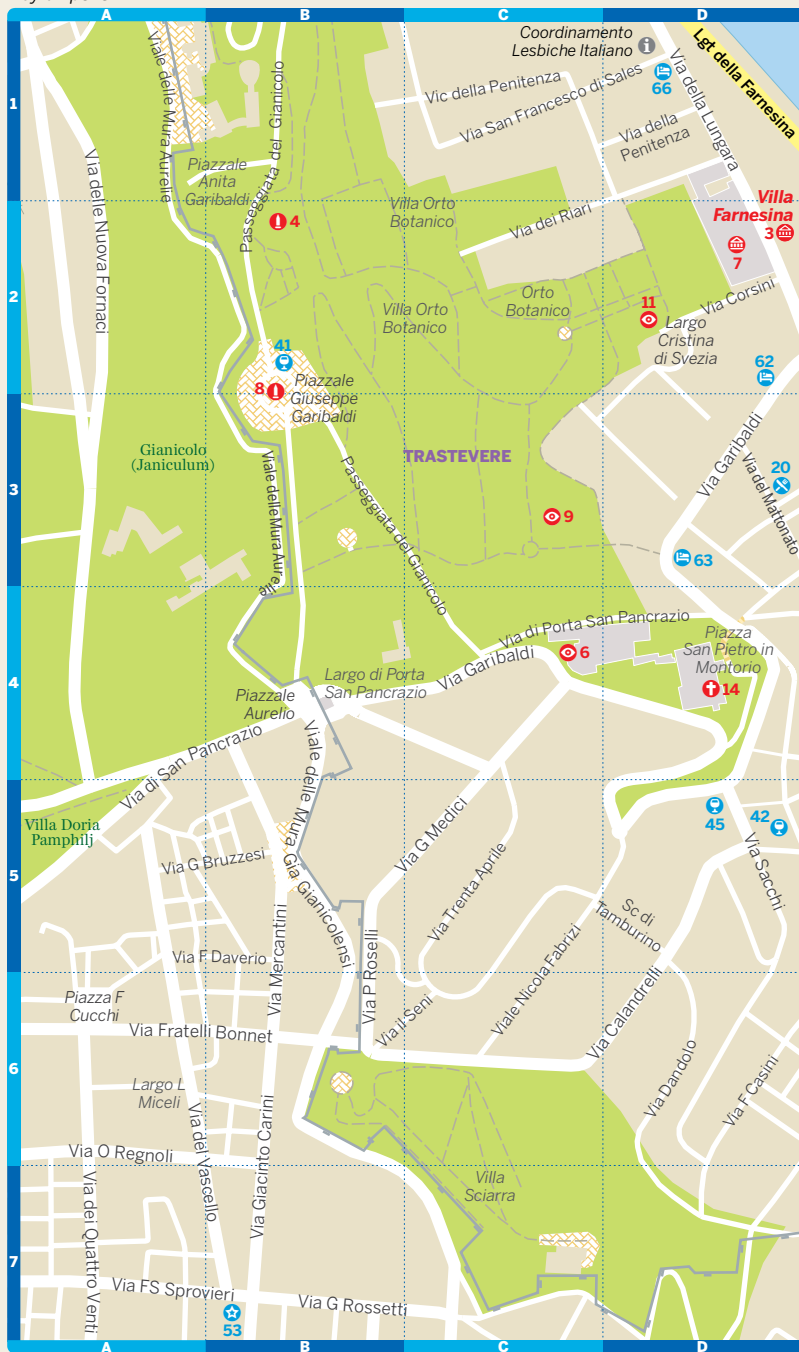 A
B
C
D
1
2
3
4
5
6
7
Coordinamento
Lesbiche Italiano
i
66
Lgt della Farnesina
Via della Lungara
Vic della Penitenza
Via San Francesco di Sales
Via della
Penitenza
Viale delle Mura Aurelie
Passeggiata del Gianicolo
Via delle Nuova Fornaci
Piazzale
Anita
Garibaldi
4
Villa Orto
Botanico
Via dei Riari
Villa
Farnesina
3
7
Villa Orto
Botanico
Orto
Botanico
11
Largo
Cristina
di Svezia
Via Corsini
41
8
Piazzale
Giuseppe
Garibaldi
62
Gianicolo
(Janiculum)
Viale delle Mura Aurelie
Passeggiata del Gianicolo
TRASTEVERE
Via Garibaldi
20
Via del Mattonato
9
63
Via di Porta San Pancrazio
Via Garibaldi
6
Piazza
San Pietro in
Montorio
14
Largo di Porta
San Pancrazio
Piazzale
Aurelio
Via di San Pancrazio
Viale delle Mura Gia Gianicolensi
Villa Doria
Pamphilj
45
42
Via G Medici
Via Sacchi
Via G Bruzzesi
Via Trenta Aprile
Sc di
Tamburino
Via F Daverio
Via Mercantini
Via P Roselli
Viale Nicola Fabrizi
Via Calandrelli
Piazza F
Cucchi
Via Il Seni
Via Fratelli Bonnet
Largo L
Miceli
Via Dandolo
Via F Casini
Via O Regnoli
Via del Vascello
Via Giacinto Carini
Via dei Quattro Venti
Villa
Sciarra
Via FS Sprovieri
Via G Rossetti
53
A
B
C
D